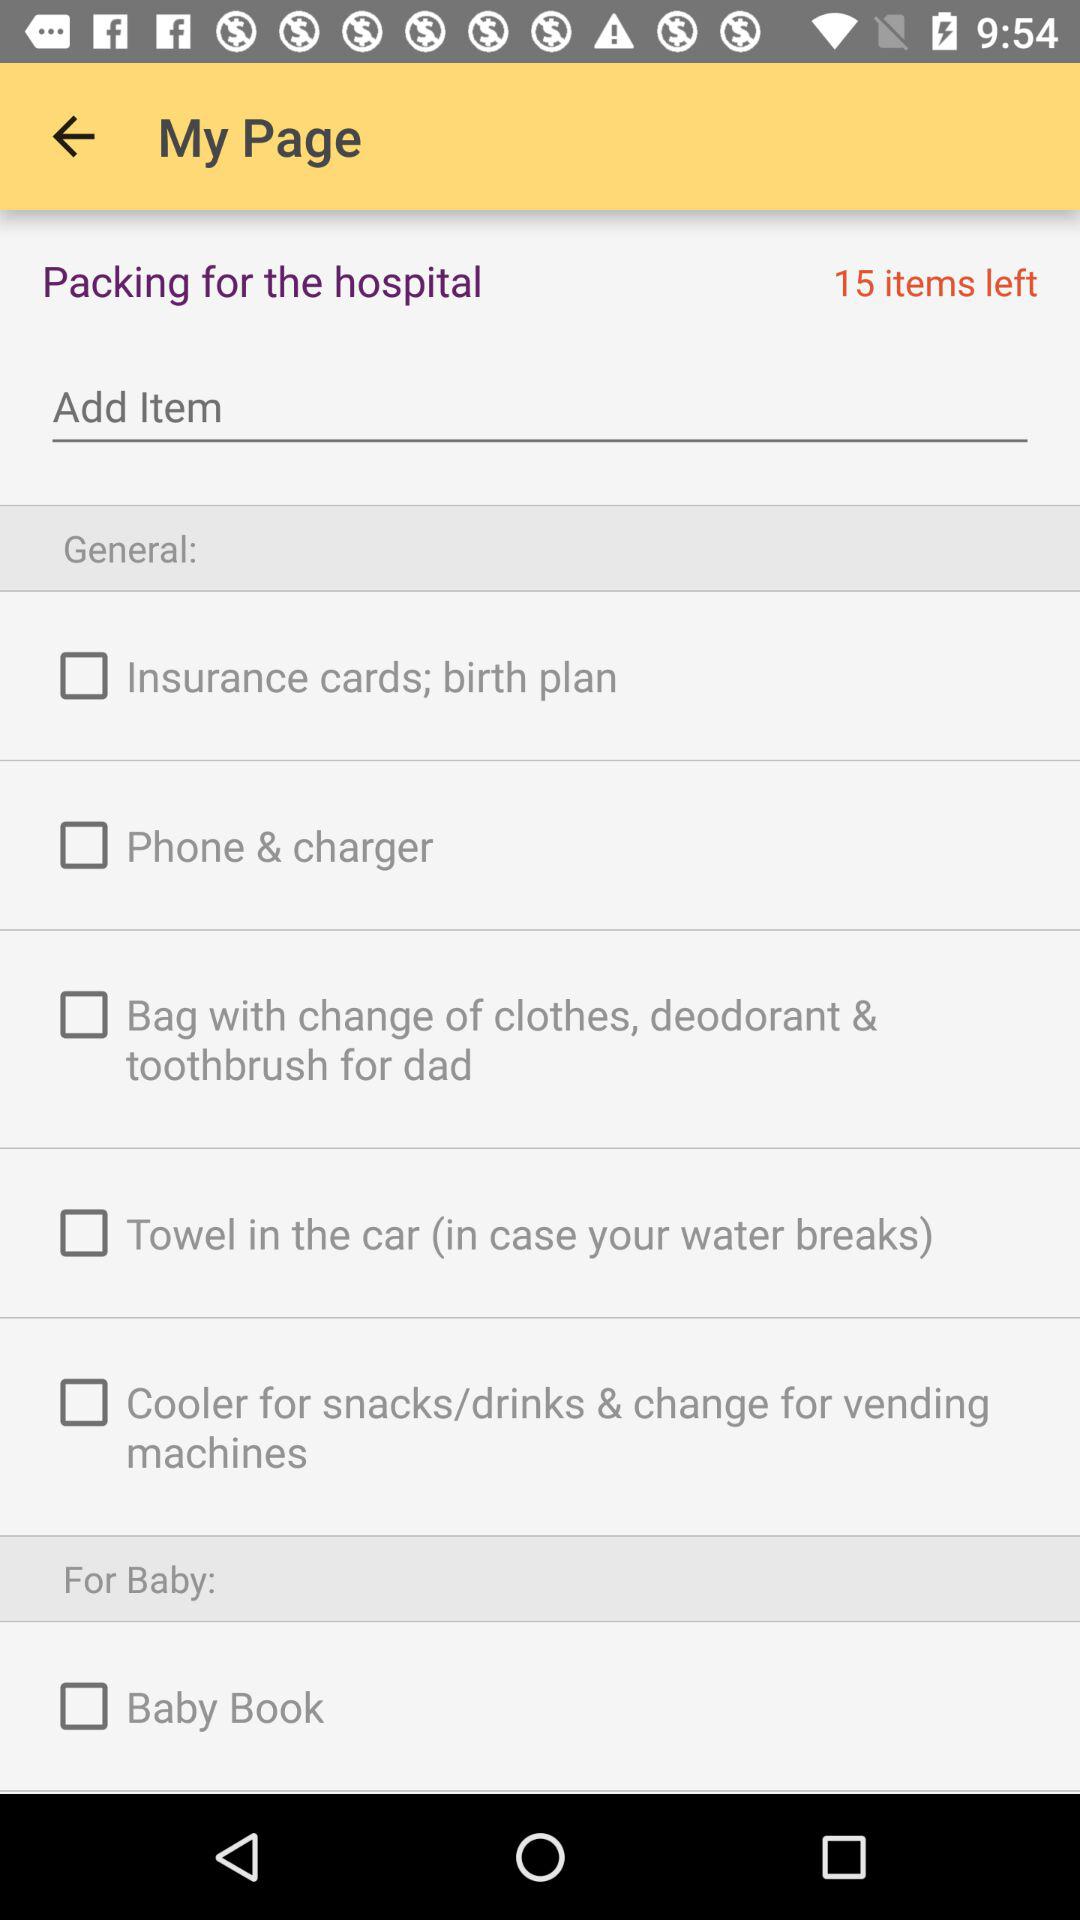 9:54
My Page
Packing for the hospital 15 items left
Add Item
General:
Insurance cards; birth plan
Phone & charger
Bag with change of clothes, deodorant &
toothbrush for dad
Towel in the car (in case your water breaks)
Cooler for snacks/drinks & change for vending
machines
For Baby:
Baby Book